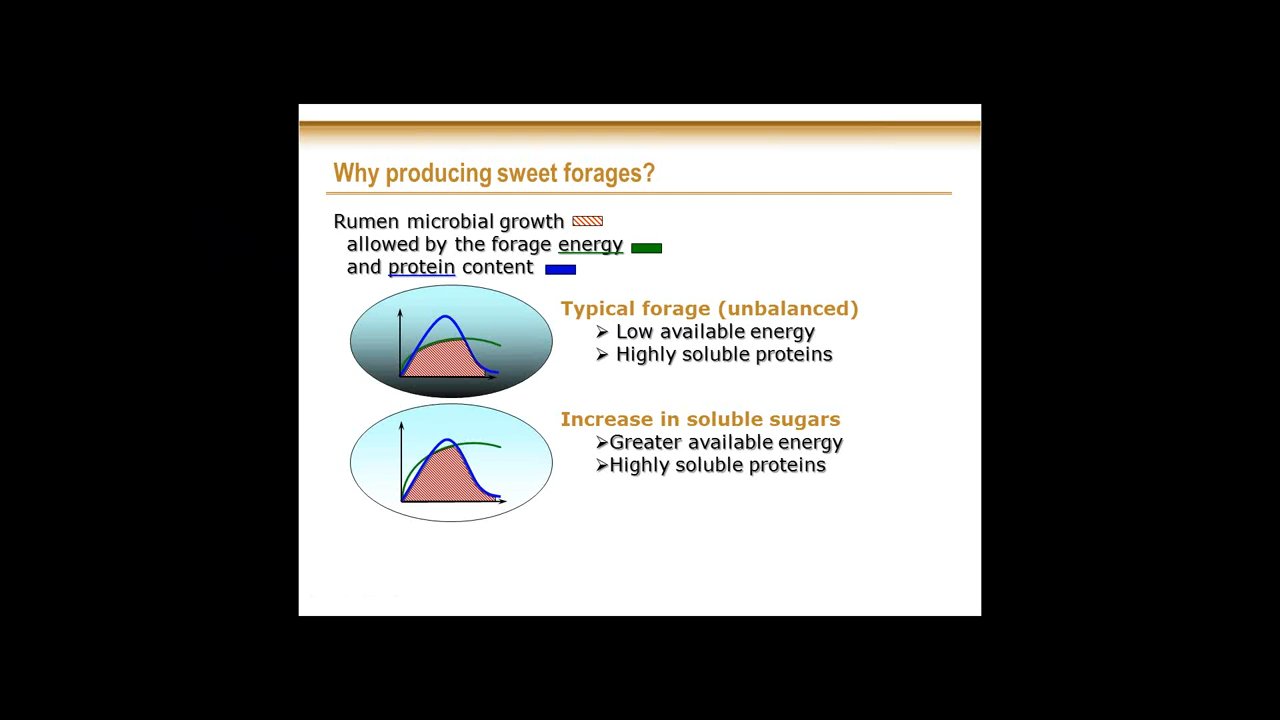 Why producing sweet forages?
Rumen microbial growth
allowed by the forage energy
and protein content
Typical forage (unbalanced)
➢ Low available energy
➢ Highly soluble proteins
Increase in soluble sugars
➢Greater available energy
➢Highly soluble proteins